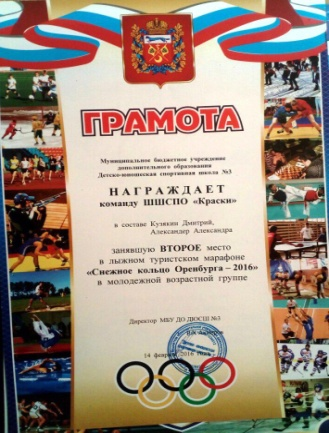 ГРАМОТА
Муниципальное бюджетное учреждение
дополнительного образования
Детско-юношеская спортивная школа №3
НАГРАЖДАЕТ
команду ШШСПО «Краски»
в составе Кузякин Дмитрий,
Александер Александра
занявшую ВТОРОЕ место
в лыжном туристском марафоне
«Снежное кольцо Оренбурга – 2016»
в молодежной возрастной группе
Директор МБУ ДО ДЮСШ №3
14 февраля 2016 года